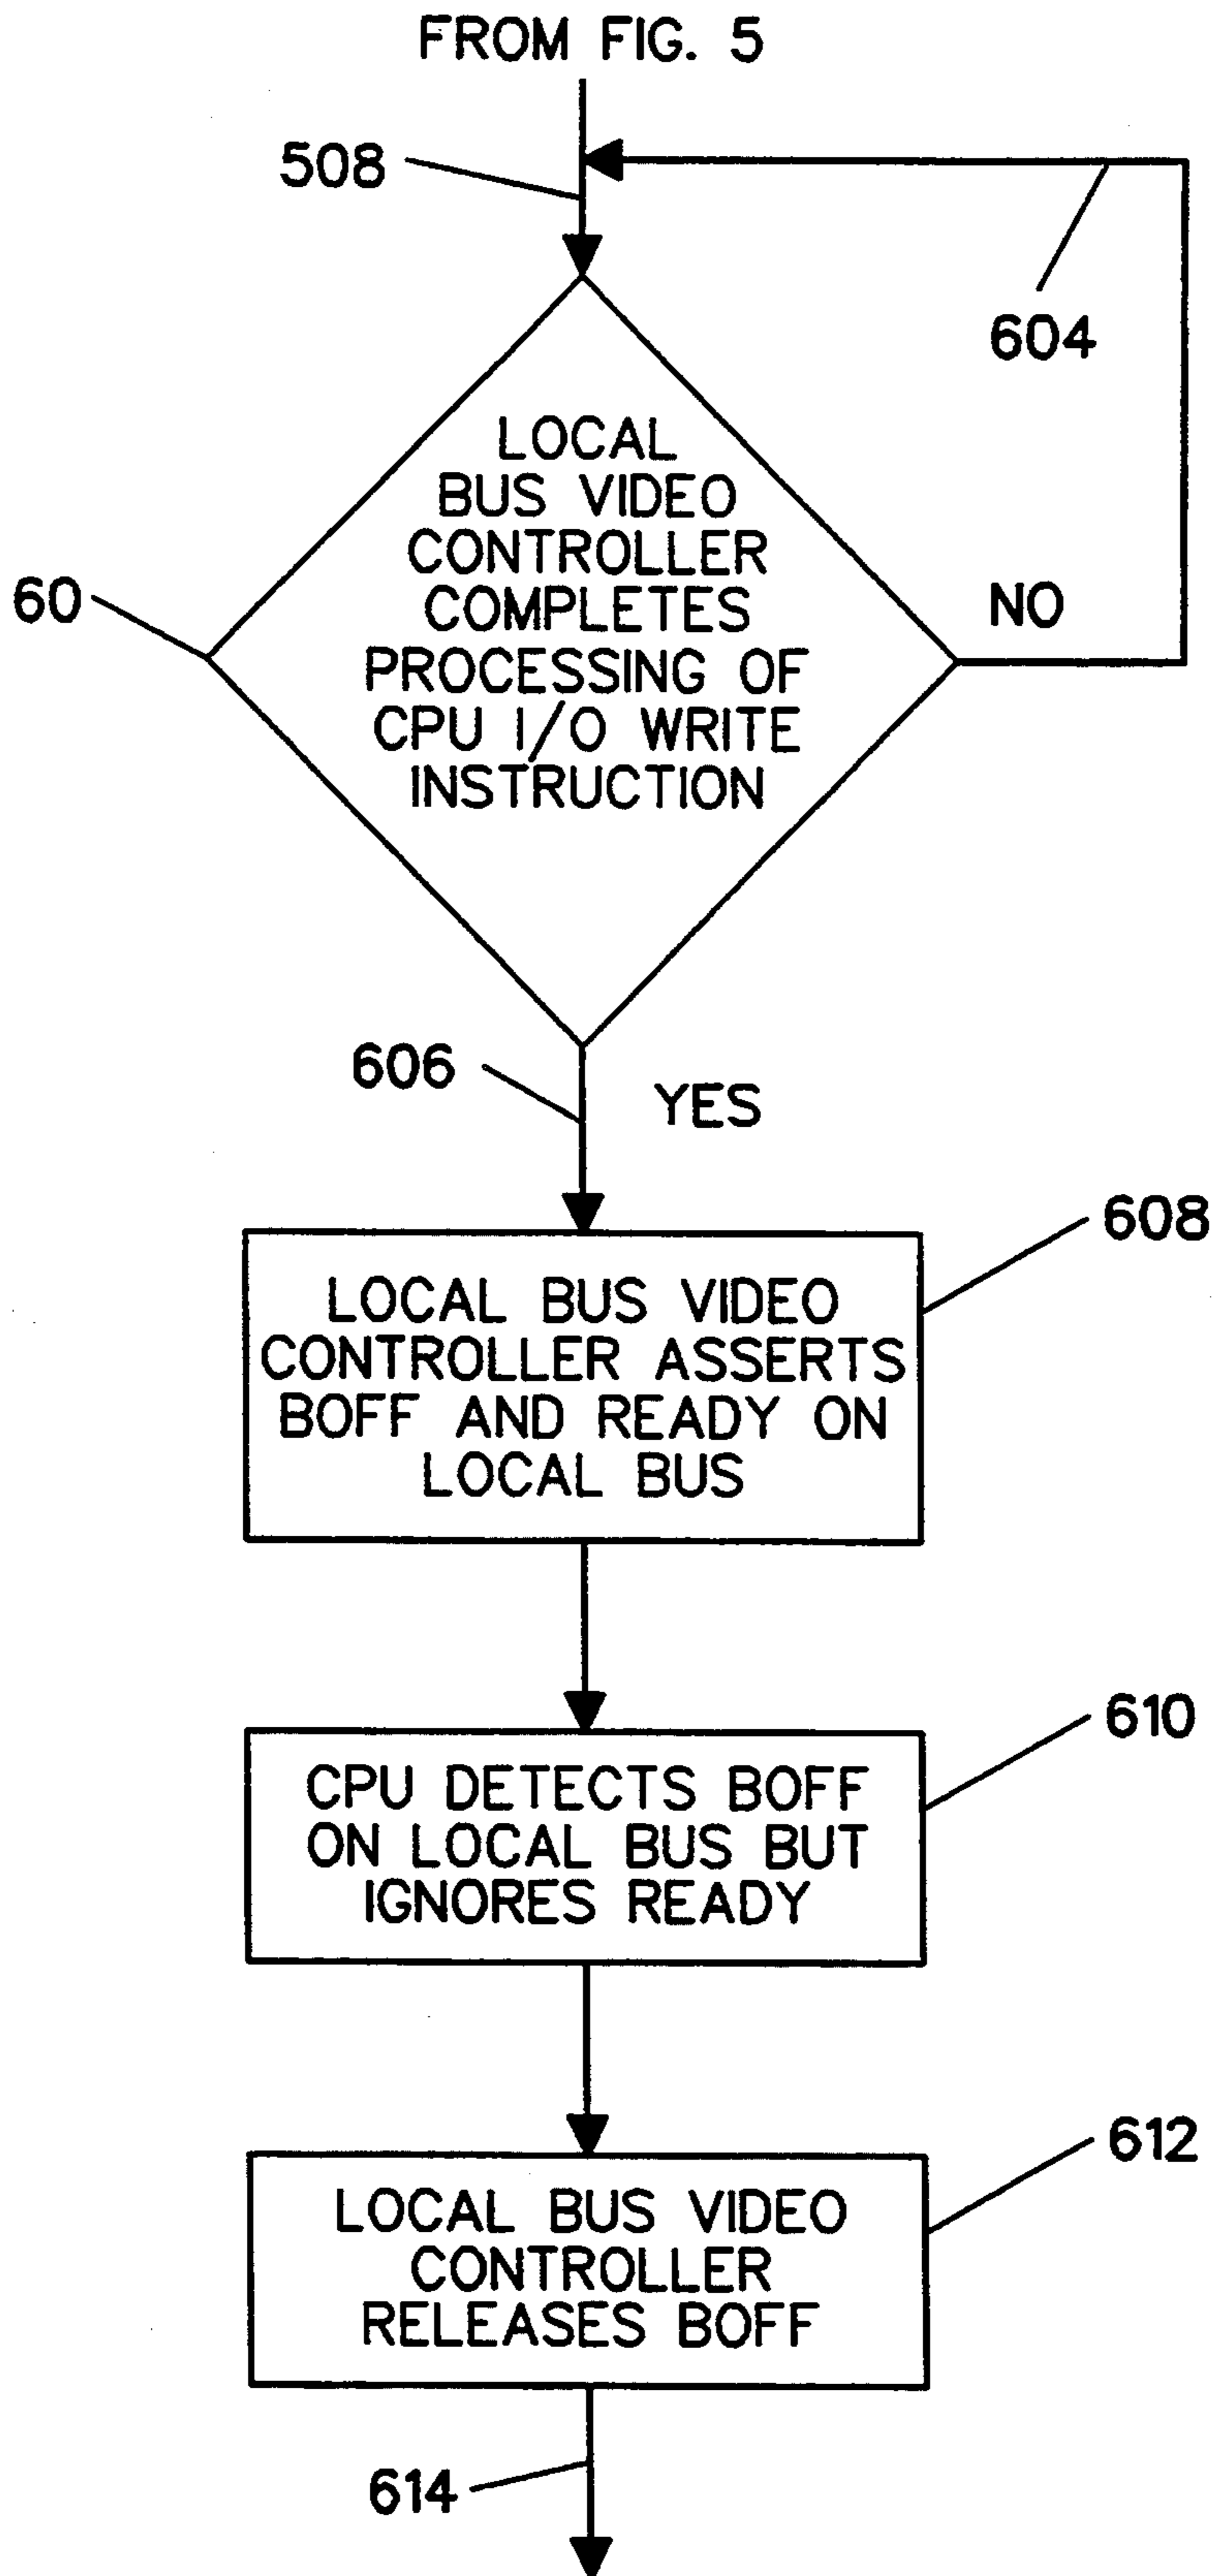 FROM FIG. 5
508
604
LOCAL
BUS VIDEO
CONTROLLER
COMPLETES
PROCESSING OF
CPU I/O WRITE
INSTRUCTION
60
NO
606
YES
608
LOCAL BUS VIDEO
CONTROLLER ASSERTS
BOFF AND READY ON
LOCAL BUS
610
CPU DETECTS BOFF
ON LOCAL BUS BUT
IGNORES READY
612
LOCAL BUS VIDEO
CONTROLLER
RELEASES BOFF
614